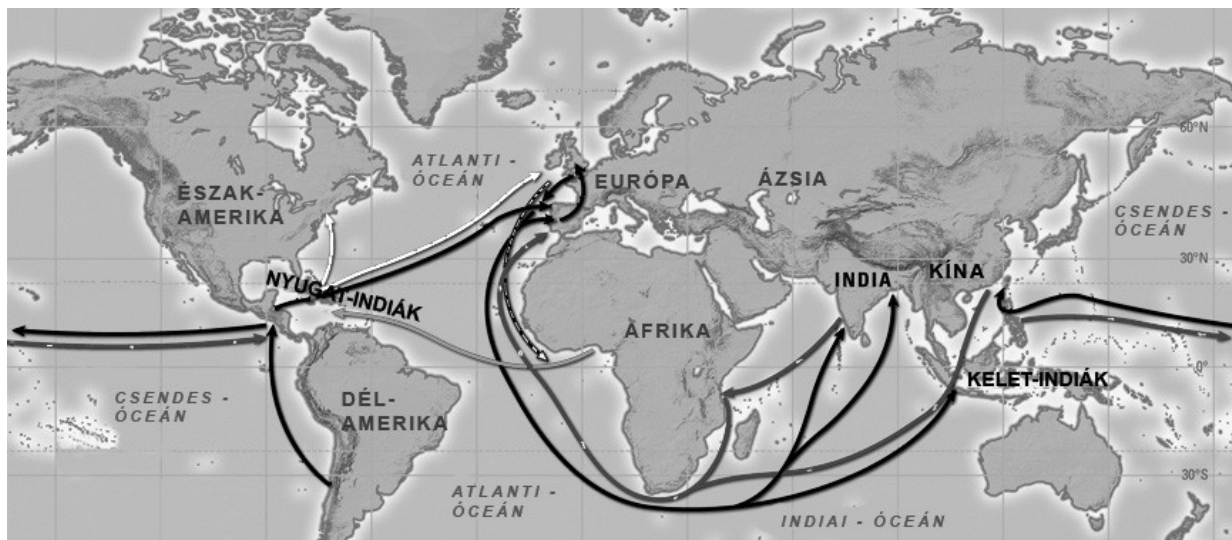 60°N
ATLANTI -
ÓCEÁN
ÉSZAK-
AMERIKA
EURÓPA
ÁZSIA
CSENDES -
ÓCEÁN
30°N
NYUGAT-INDIÁK
INDIA
KÍNA
AFRIKA
0°
KELET-INDIÁK
CSENDES -
ÓCEÁN
DÉL-
AMERIKA
30°S
ATLANTI -
ÓCEÁN
INDIAI - ÓCEÁN